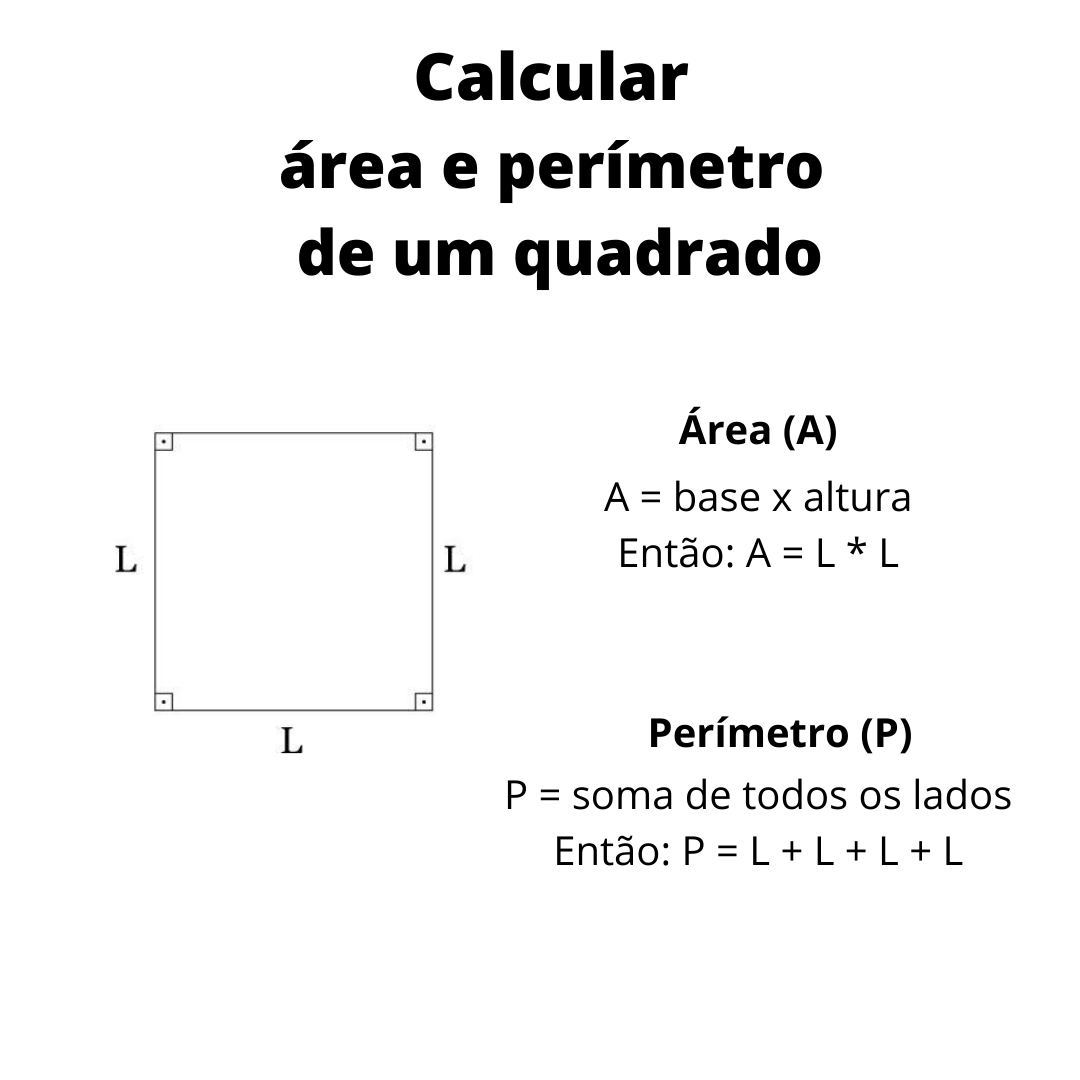 Calcular
área e perímetro
de um quadrado
L
L
L
Área (A)
A = base x altura
Então: A = L * L
Perímetro (P)
P = soma de todos os lados
Então: P = L + L + L + L